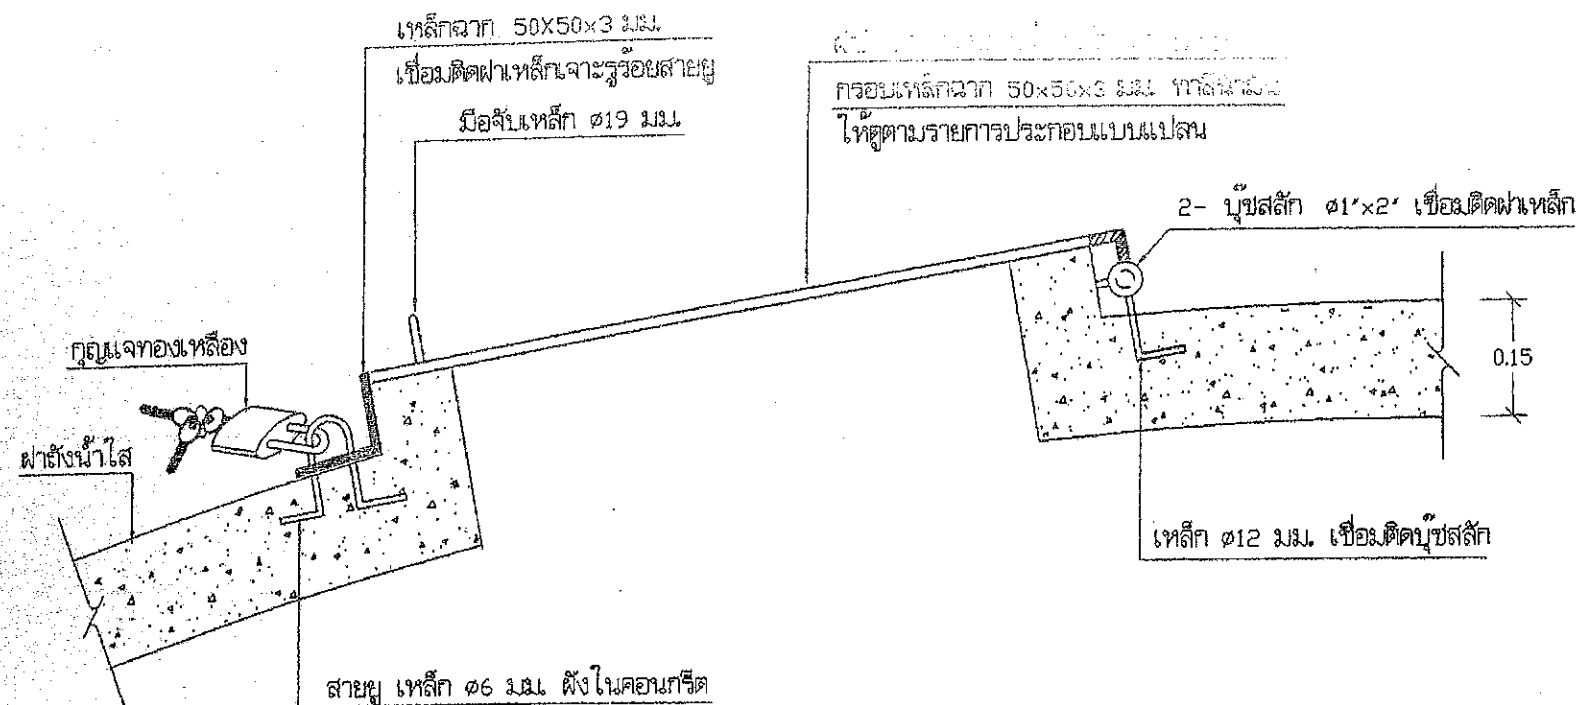 เหล็กฉาก 50X50x3 มม.
เชื่อมติดฝาเหล็กเจาะรูร้อยสายยู
มือจับเหล็ก ø19 มม.
กรอบเหล็กฉาก 50x50x3 มม. ทาสีน้ำมัน
ให้ดูตามรายการประกอบแบบแปลน
2- บุ๊ชสลัก ø1"x2" เชื่อมติดฝาเหล็ก
กุญแจทองเหลือง
0.15
ฝาถังน้ำใส
เหล็ก ø12 มม. เชื่อมติดบุ๊ชสลัก
สายยู เหล็ก ø6 มม. ฝังในคอนกรีต